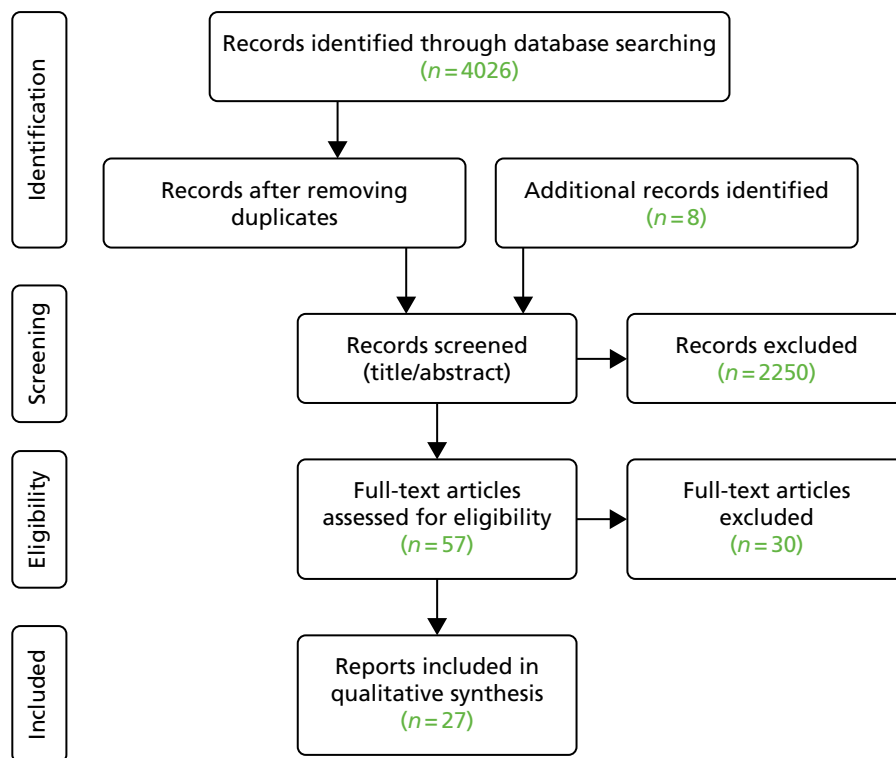 Identification
Records identified through database searching
(n=4026)
Records after removing
duplicates
Additional records identified
(n=8)
Screening
Records screened
(title/abstract)
Records excluded
(n=2250)
Eligibility
Full-text articles
assessed for eligibility
(n=57)
Full-text articles
excluded
(n=30)
Included
Reports included in
qualitative synthesis
(n=27)